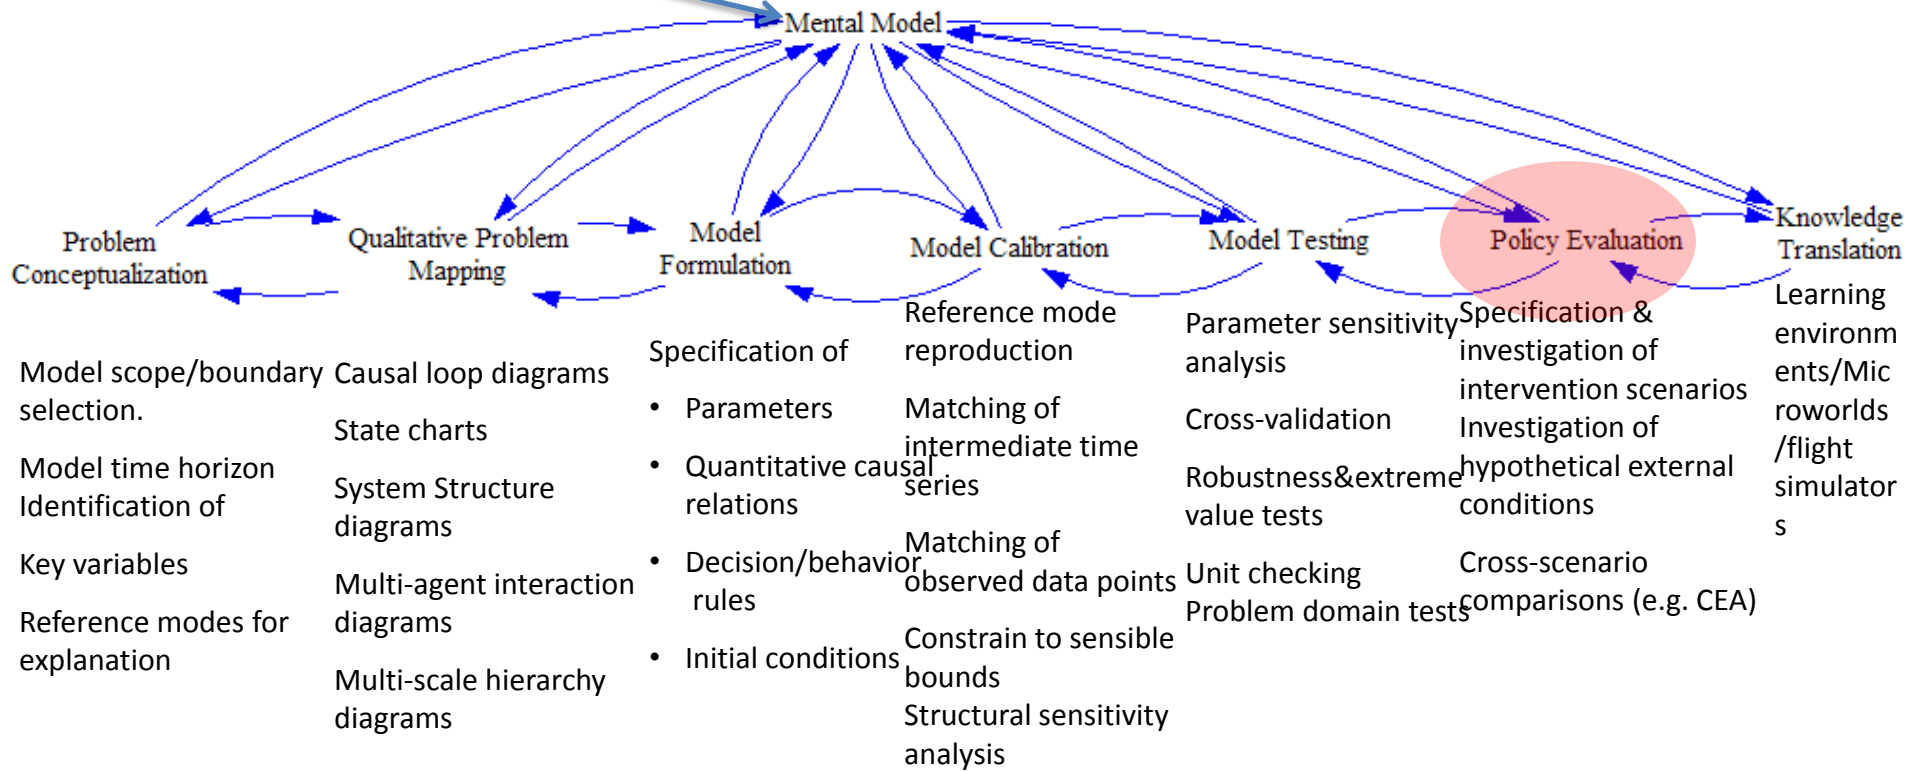 Mental Model
Problem
Conceptualization
Qualitative Problem
Mapping
Model
Formulation
Model Calibration
Model Testing
Policy Evaluation
Knowledge
Translation
Model scope/boundary
selection.
Model time horizon
Identification of
Key variables
Reference modes for
explanation
Causal loop diagrams
State charts
System Structure
diagrams
Multi-agent interaction
diagrams
Multi-scale hierarchy
diagrams
Specification of
• Parameters
• Quantitative causal
relations
• Decision/behavior
rules
• Initial conditions
Reference mode
reproduction
Matching of
intermediate time
series
Matching of
observed data points
Constrain to sensible
bounds
Structural sensitivity
analysis
Parameter sensitivity
analysis
Cross-validation
Robustness&extreme
value tests
Unit checking
Problem domain tests
Specification &
investigation of
intervention scenarios
Investigation of
hypothetical external
conditions
Cross-scenario
comparisons (e.g. CEA)
Learning
environm
ents/Mic
roworlds
/flight
simulator
s